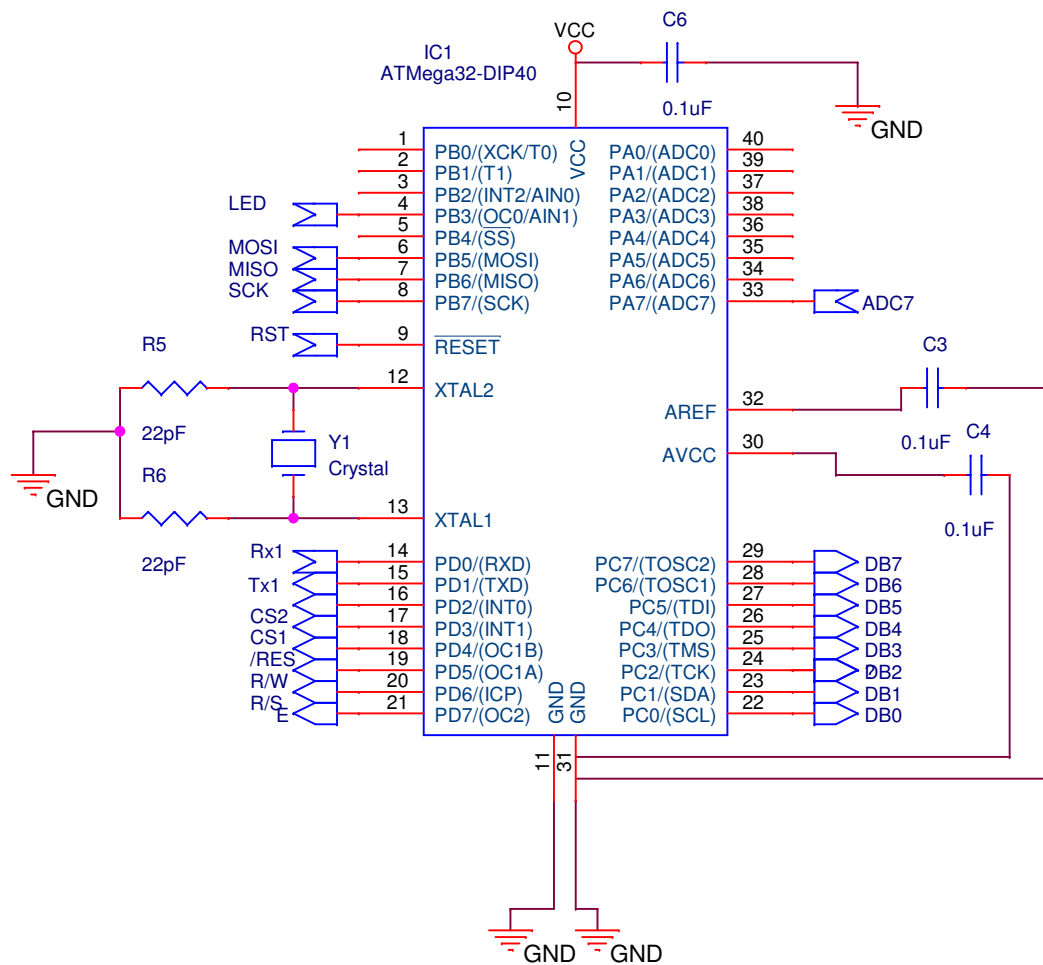 VCC
C6
0.1uF
GND
IC1
ATMega32-DIP40
10
VCC
1 PB0/(XCK/T0)
2 PB1/(T1)
3 PB2/(INT2/AIN0)
LED 4 PB3/(OC0/AIN1)
5 PB4/(SS)
MOSI 6 PB5/(MOSI)
MISO 7 PB6/(MISO)
SCK 8 PB7/(SCK)
RST 9 RESET
12 XTAL2
13 XTAL1
R5
22pF
R6
22pF
GND
Y1
Crystal
Rx1 14 PD0/(RXD)
Tx1 15 PD1/(TXD)
16 PD2/(INT0)
CS2 17 PD3/(INT1)
CS1 18 PD4/(OC1B)
/RES 19 PD5/(OC1A)
R/W 20 PD6/(ICP)
R/S
E 21 PD7/(OC2)
PA0/(ADC0) 40
PA1/(ADC1) 39
PA2/(ADC2) 37
PA3/(ADC3) 38
PA4/(ADC4) 36
PA5/(ADC5) 35
PA6/(ADC6) 34
PA7/(ADC7) 33 ADC7
AREF 32
C3
0.1uF
AVCC 30
C4
0.1uF
PC7/(TOSC2) 29 DB7
PC6/(TOSC1) 28 DB6
PC5/(TDI) 27 DB5
PC4/(TDO) 26 DB4
PC3/(TMS) 25 DB3
PC2/(TCK) 24 ? DB2
PC1/(SDA) 23 DB1
PC0/(SCL) 22 DB0
GND
GND
11
31
GND
GND